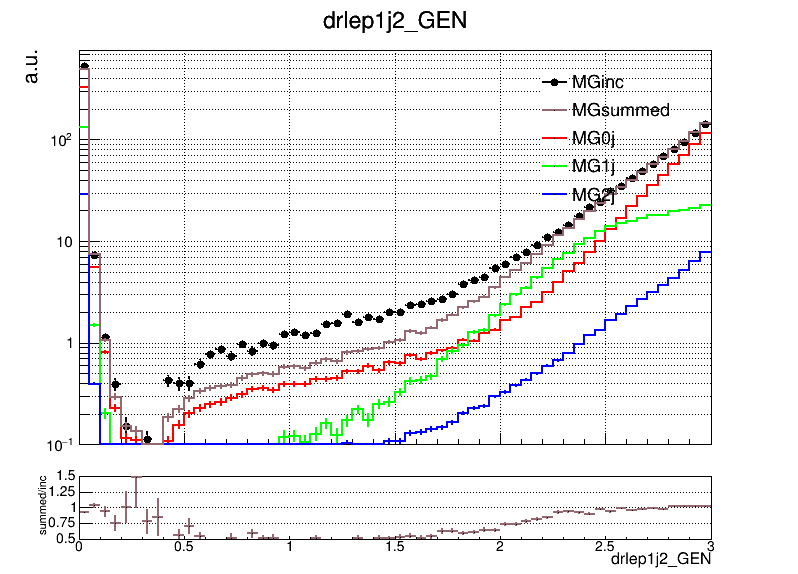 drlep1j2_GEN
a.u.
MGinc
MGsummed
MG0j
MG1j
MG2j
10²
10
1
10⁻¹
summed/inc
1.5
1.25
1
0.75
0.5
0 0.5 1 1.5 2 2.5 3
drlep1j2_GEN